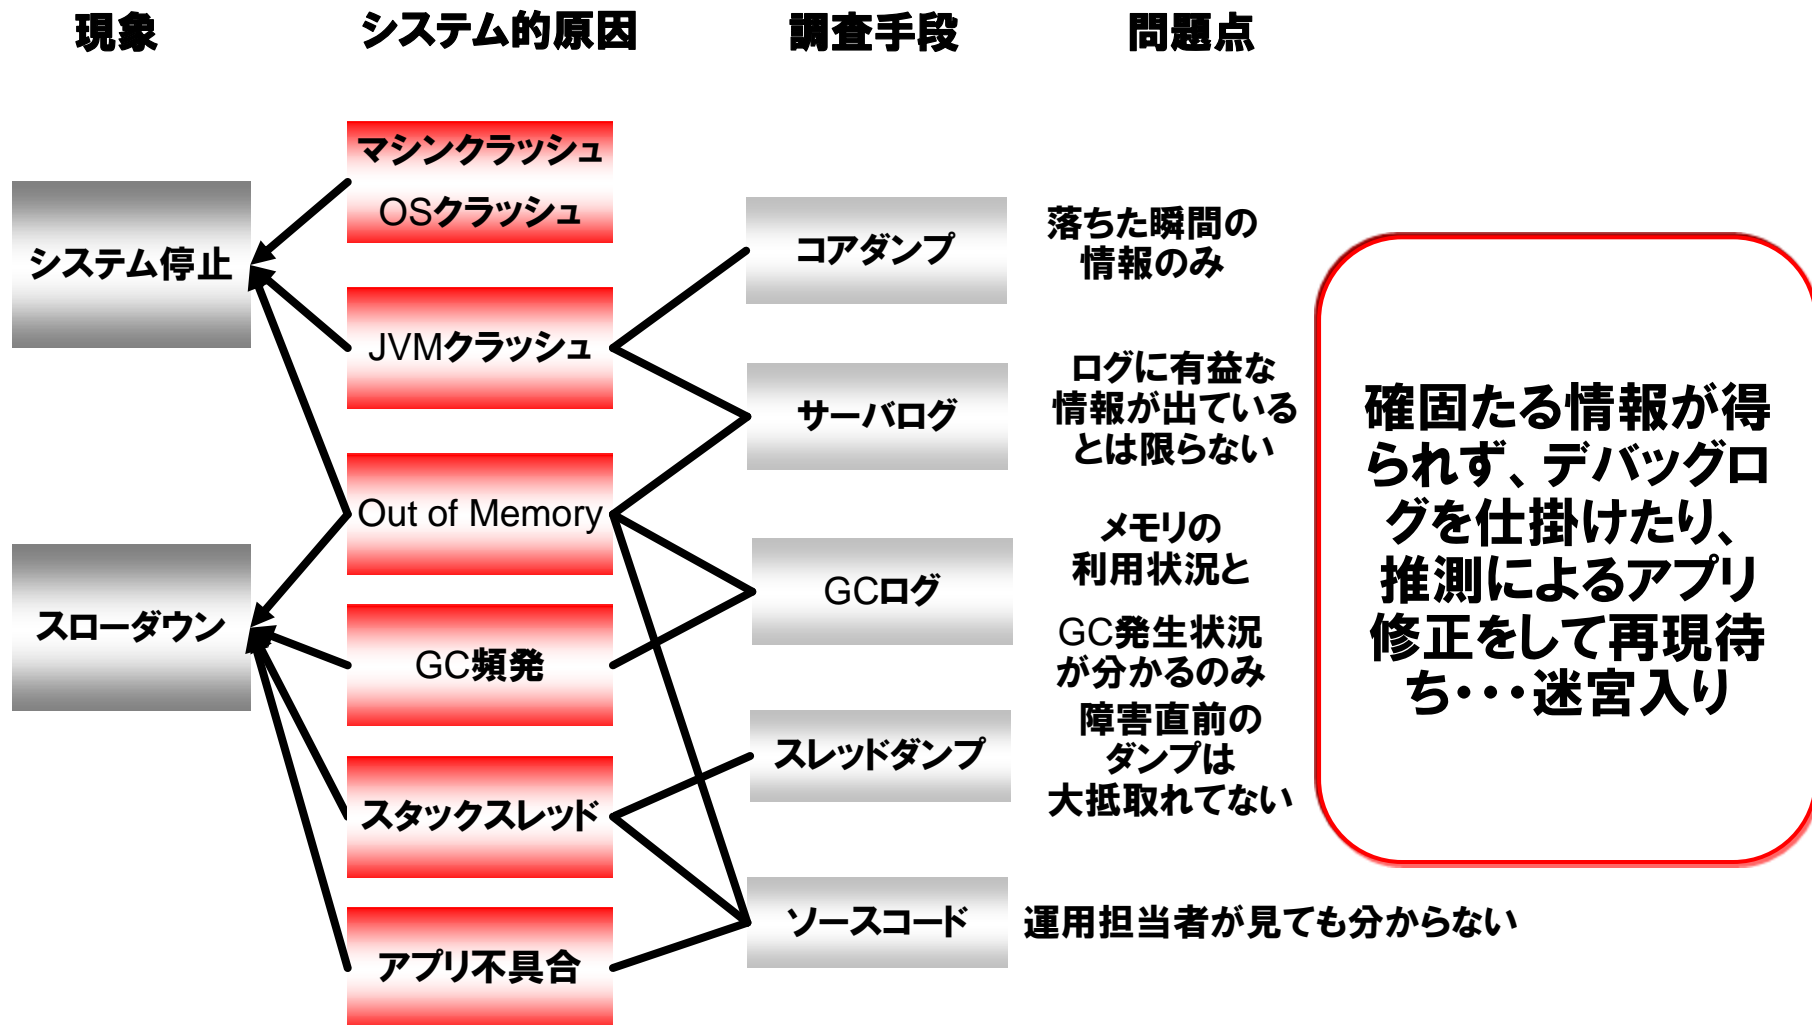 現象
システム的原因
調査手段
問題点
システム停止
スローダウン
マシンクラッシュ
OSクラッシュ
JVMクラッシュ
Out of Memory
GC頻発
スタックスレッド
アプリ不具合
コアダンプ
サーバログ
GCログ
スレッドダンプ
ソースコード
落ちた瞬間の
情報のみ
ログに有益な
情報が出ている
とは限らない
メモリの
利用状況と
GC発生状況
が分かるのみ
障害直前の
ダンプは
大抵取れてない
運用担当者が見ても分からない
確固たる情報が得
られず、デバッグロ
グを仕掛けたり、
推測によるアプリ
修正をして再現待
ち・・・迷宮入り